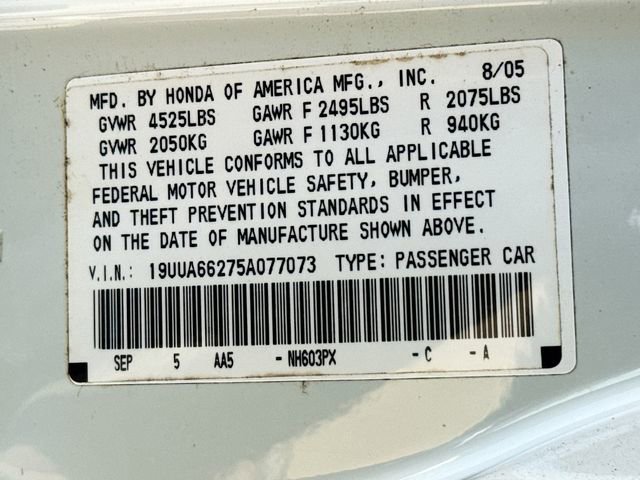 MFD. BY HONDA OF AMERICA MFG., INC. 8/05
GVWR 4525LBS GAWR F 2495LBS R 2075LBS
GVWR 2050KG GAWR F 1130KG R 940KG
THIS VEHICLE CONFORMS TO ALL APPLICABLE
FEDERAL MOTOR VEHICLE SAFETY, BUMPER,
AND THEFT PREVENTION STANDARDS IN EFFECT
ON THE DATE OF MANUFACTURE SHOWN ABOVE.
V.I.N.: 19UUA66275A077073 TYPE: PASSENGER CAR
SEP 5 AA5 -NH603PX -C -A